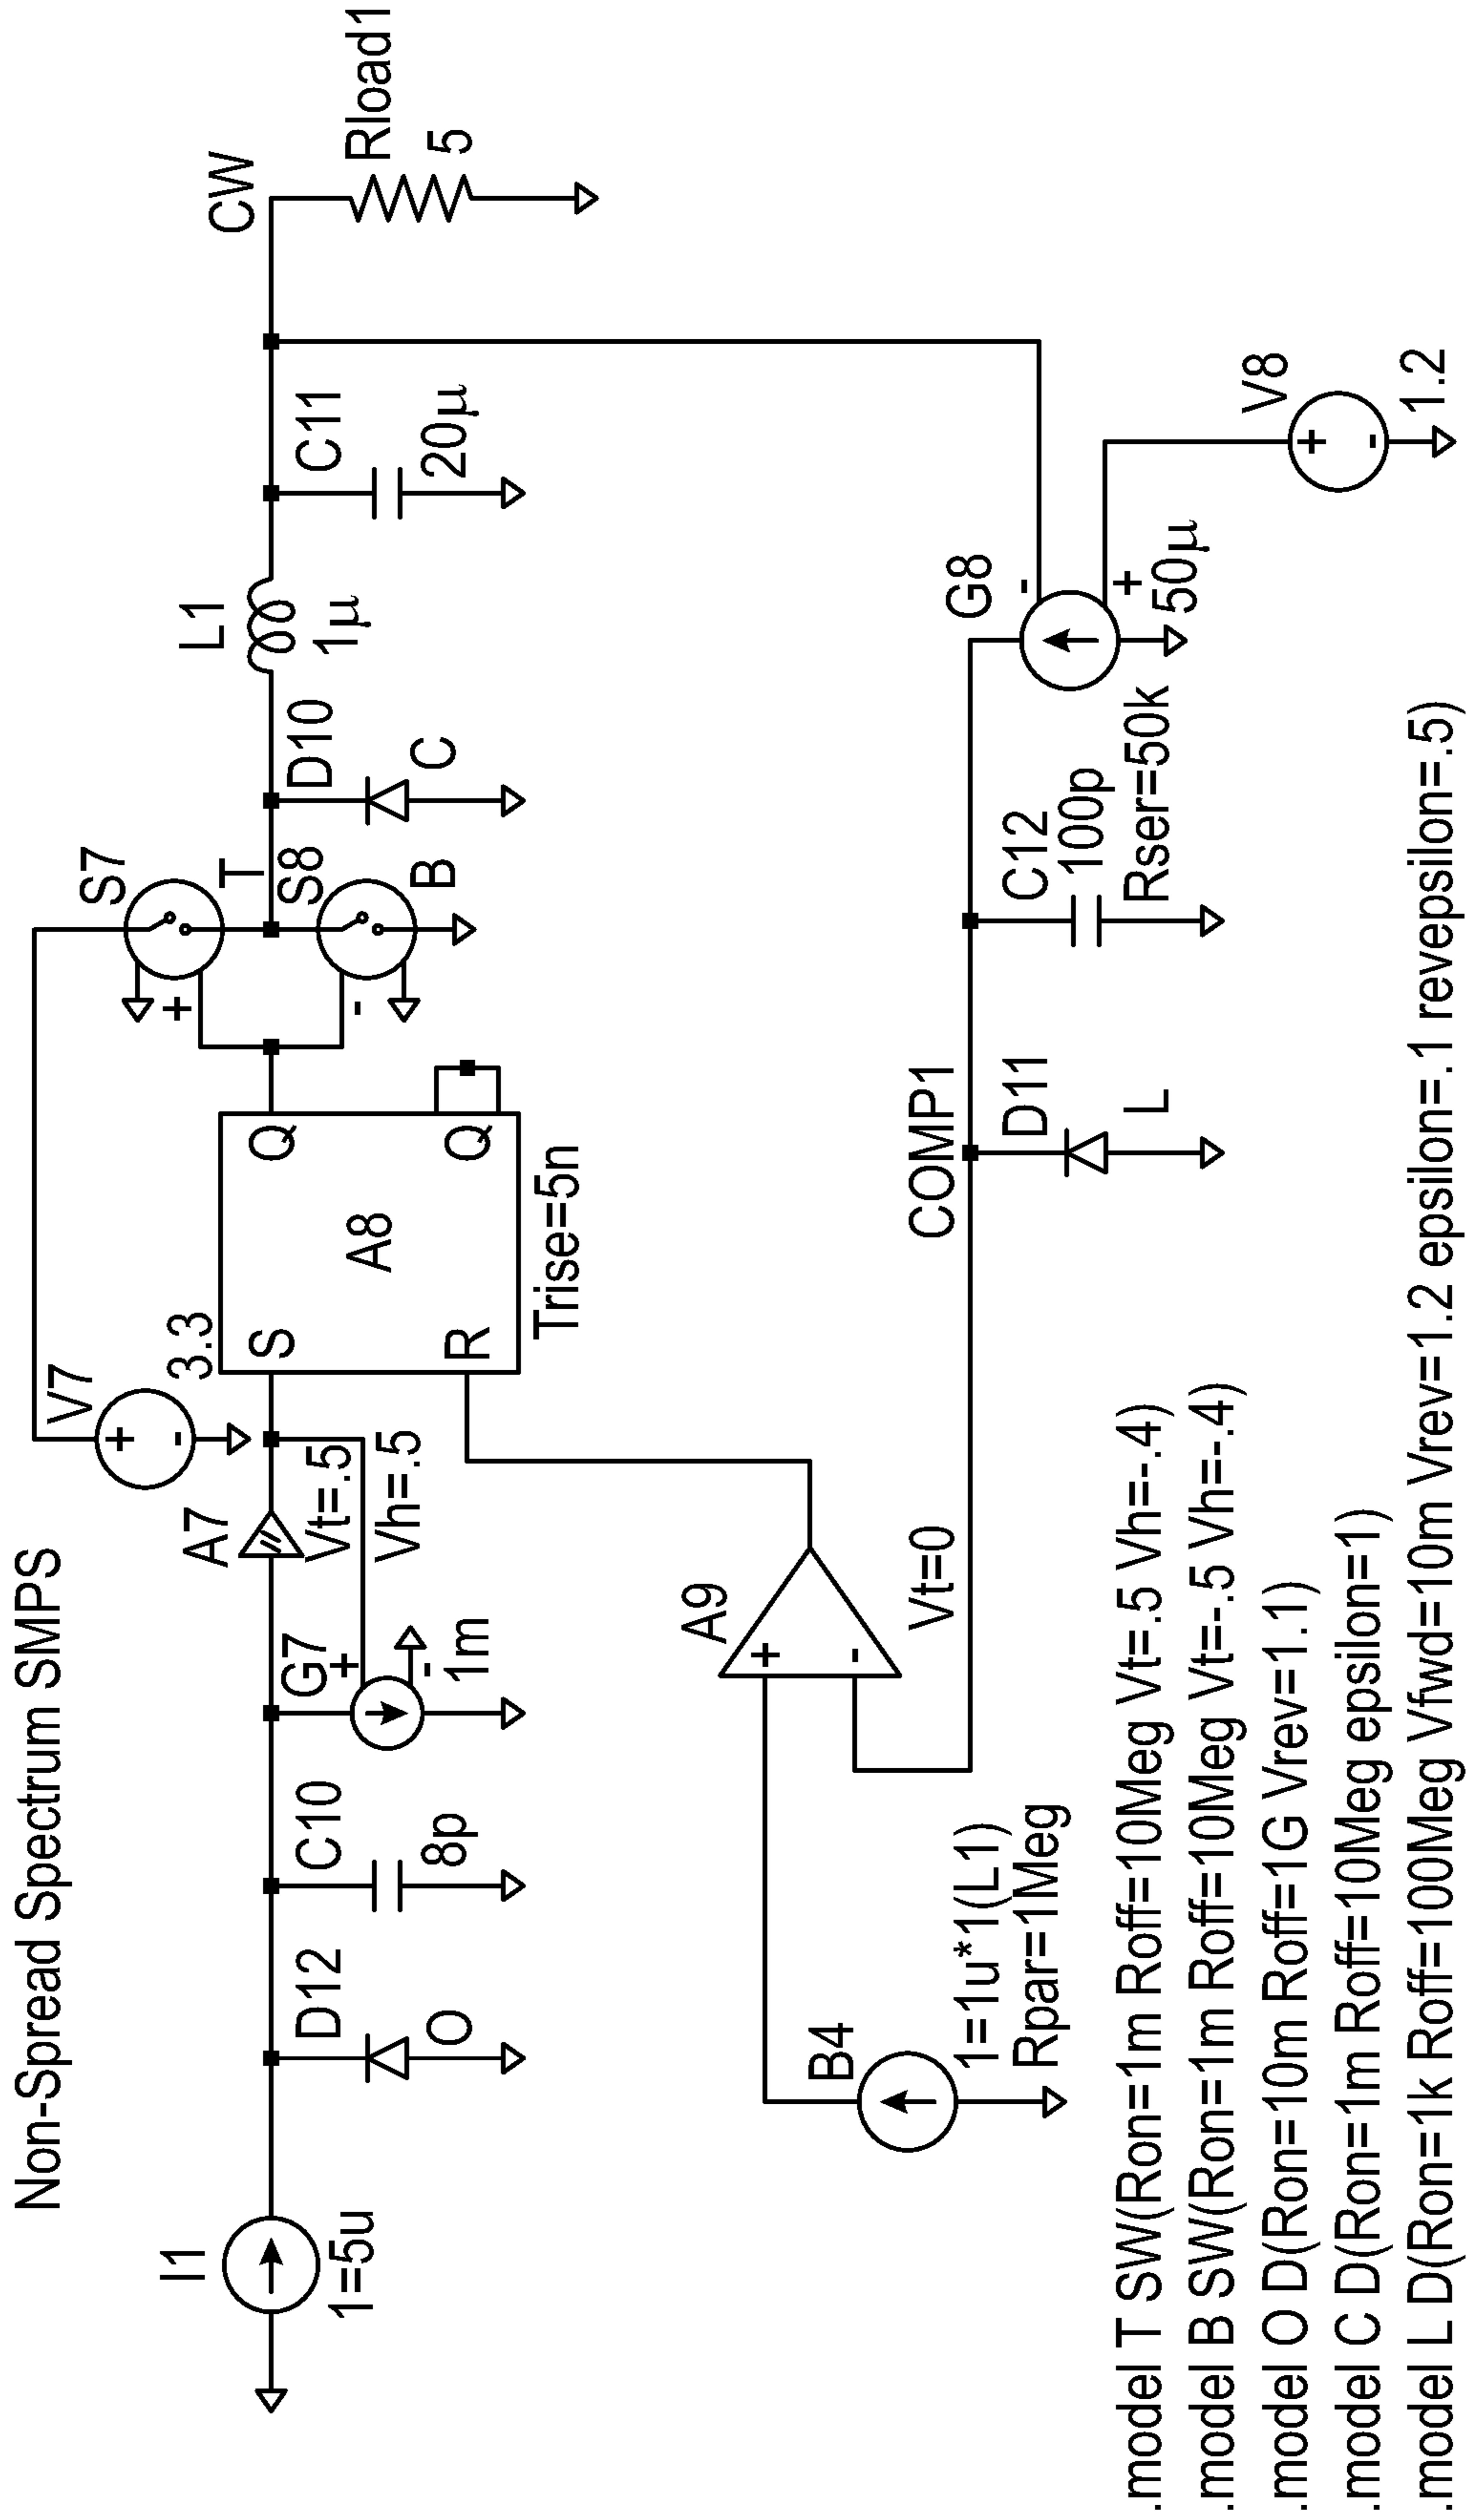 Non-Spread Spectrum SMPS
I1
1=5u
D12
O
C10
8p
G7
+
-
1m
A7
Vt=.5
Vh=.5
V7
+
-
3.3
S
R
A8
Q
Q
Trise=5n
S7
+
T
S8
-
B
D10
C
L1
1µ
C11
20µ
CW
Rload1
5
B4
1=1u*1(L1)
Rpar=1Meg
A9
+
-
Vt=0
COMP1
D11
L
C12
100p
Rser=50k
G8
-
+
50µ
V8
+
-
1.2
.model T SW(Ron=1m Roff=10Meg Vt=.5 Vh=-.4)
.model B SW(Ron=1m Roff=10Meg Vt=-.5 Vh=-.4)
.model O D(Ron=10m Roff=1G Vrev=1.1)
.model C D(Ron=1m Roff=10Meg epsilon=1)
.model L D(Ron=1k Roff=100Meg Vfwd=10m Vrev=1.2 epsilon=.1 revepsilon=.5)